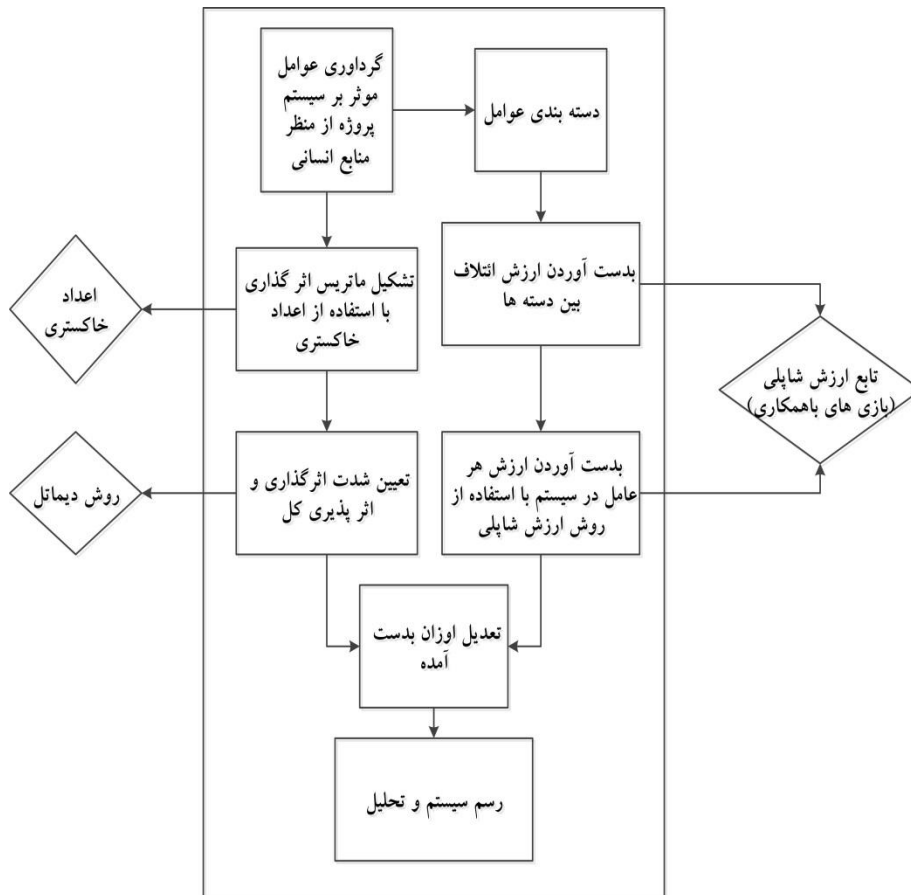 گرداوری عوامل
موثر بر سیستم
پروژه از منظر
منابع انسانی
دسته بندی عوامل
تشکیل ماتریس اثر گذاری
با استفاده از اعداد
خاکستری
بدست آوردن ارزش ائتلاف
بین دسته ها
اعداد
خاکستری
تابع ارزش شاپلی
(بازی های باهمکاری)
تعیین شدت اثرگذاری و
اثر پذیری کل
بدست آوردن ارزش هر
عامل در سیستم با استفاده از
روش ارزش شاپلی
روش دیماتل
تعدیل اوزان بدست
آمده
رسم سیستم و تحلیل